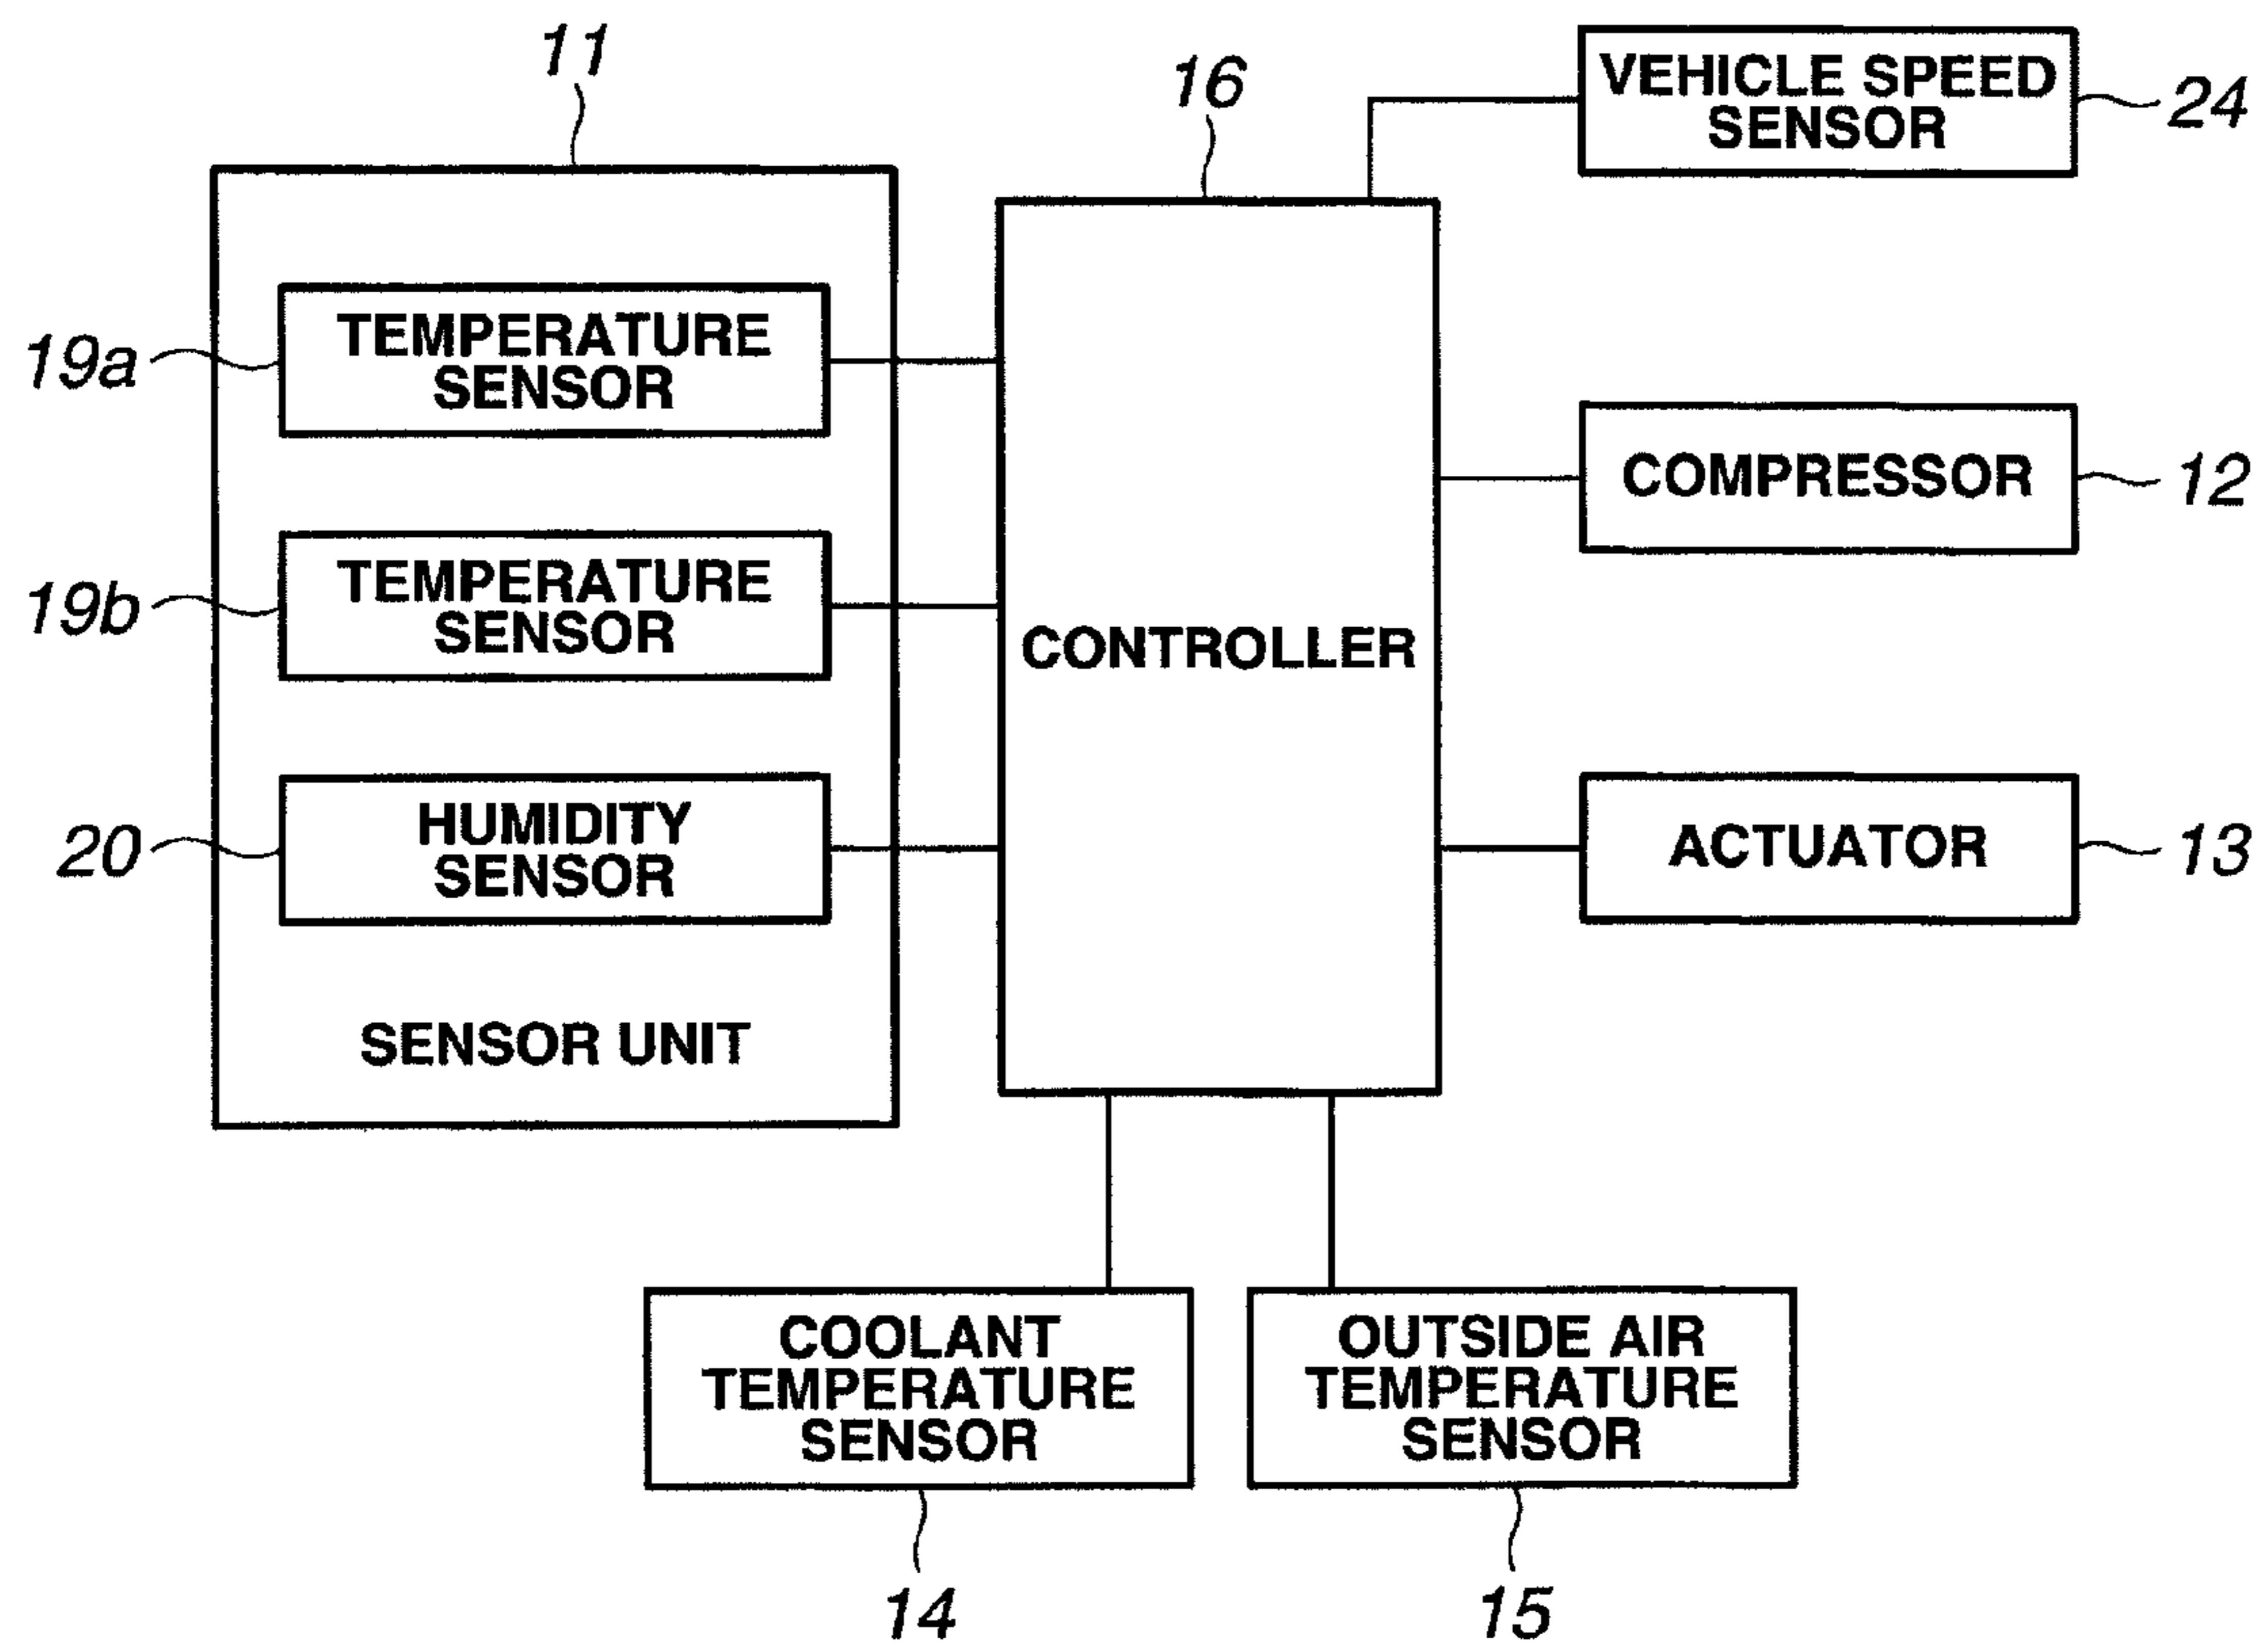 11
16
VEHICLE SPEED
SENSOR
24
19a
TEMPERATURE
SENSOR
COMPRESSOR
12
19b
TEMPERATURE
SENSOR
CONTROLLER
20
HUMIDITY
SENSOR
ACTUATOR
13
SENSOR UNIT
COOLANT
TEMPERATURE
SENSOR
14
OUTSIDE AIR
TEMPERATURE
SENSOR
15